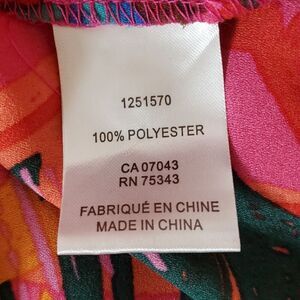 1251570
100% POLYESTER
CA 07043
RN 75343
FABRIQUÉ EN CHINE
MADE IN CHINA